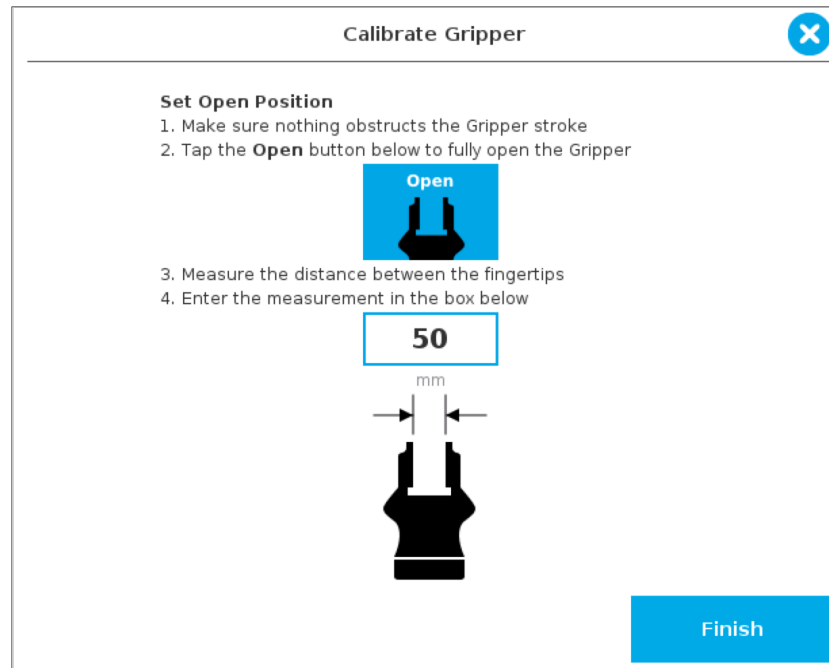 Calibrate Gripper
Set Open Position
1. Make sure nothing obstructs the Gripper stroke
2. Tap the Open button below to fully open the Gripper
Open
3. Measure the distance between the fingertips
4. Enter the measurement in the box below
50
mm
Finish